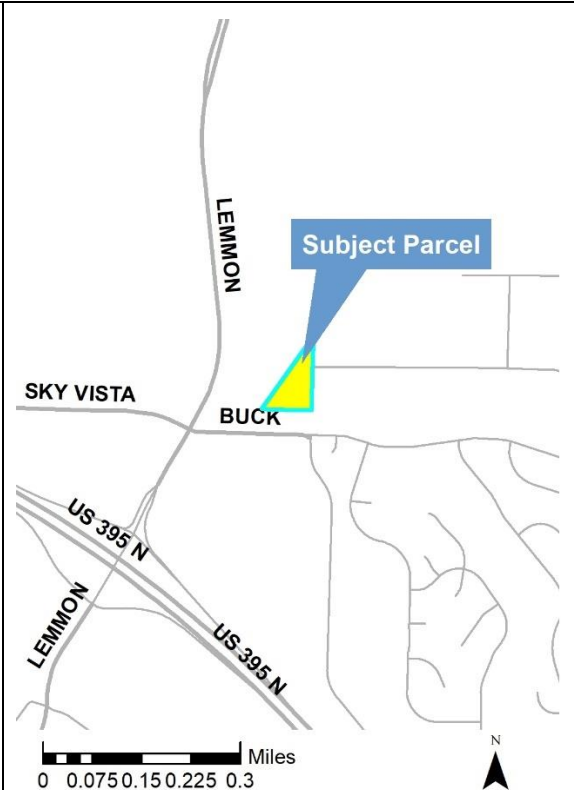 LEMMON
Subject Parcel
SKY VISTA
BUCK
US 395 N
LEMMON
US 395 N
Miles
0 0.075 0.15 0.225 0.3
N